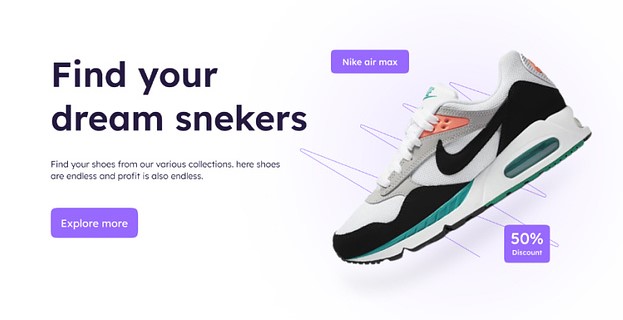 Find your
dream snekers
Find your shoes from our various collections. here shoes
are endless and profit is also endless.
Explore more
Nike air max
50%
Discount